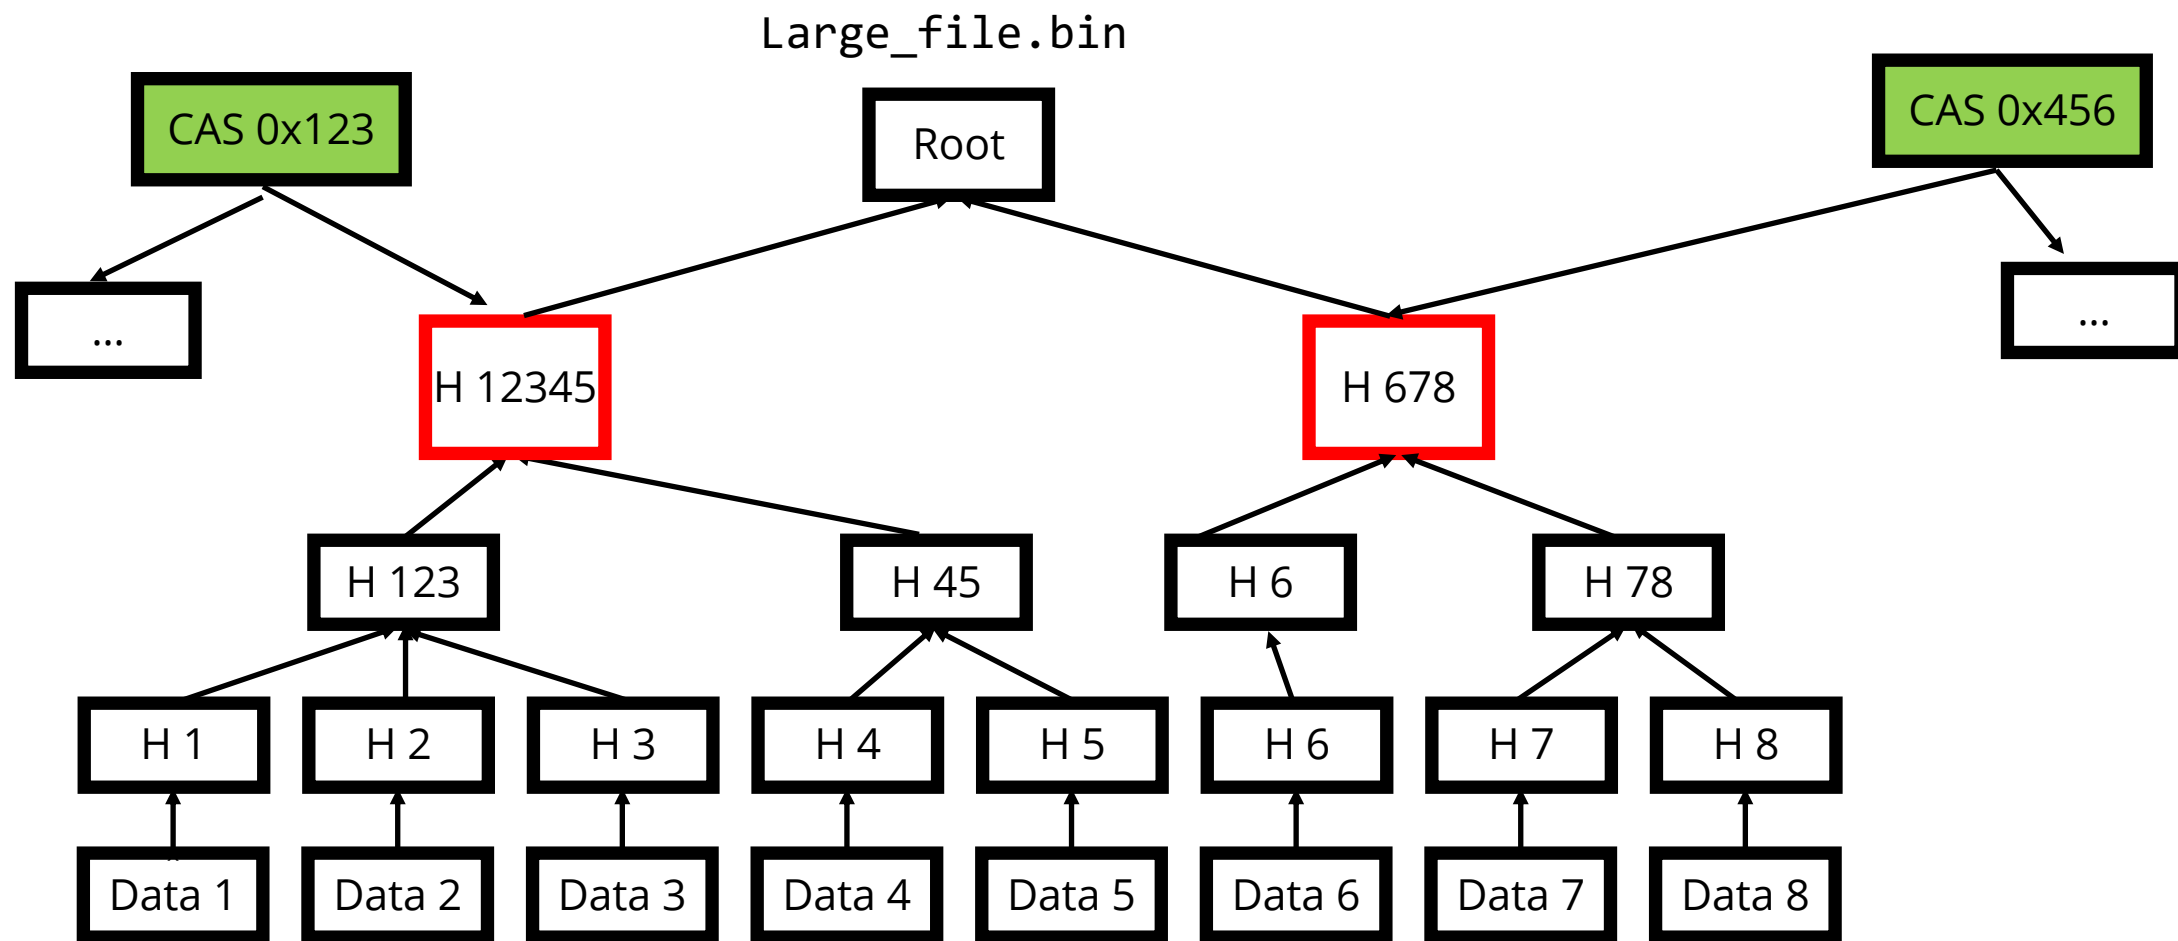 Large_file.bin
CAS 0x123
Root
CAS 0x456
...
...
H 12345
H 678
H 123
H 45
H 6
H 78
H 1
H 2
H 3
H 4
H 5
H 6
H 7
H 8
Data 1
Data 2
Data 3
Data 4
Data 5
Data 6
Data 7
Data 8